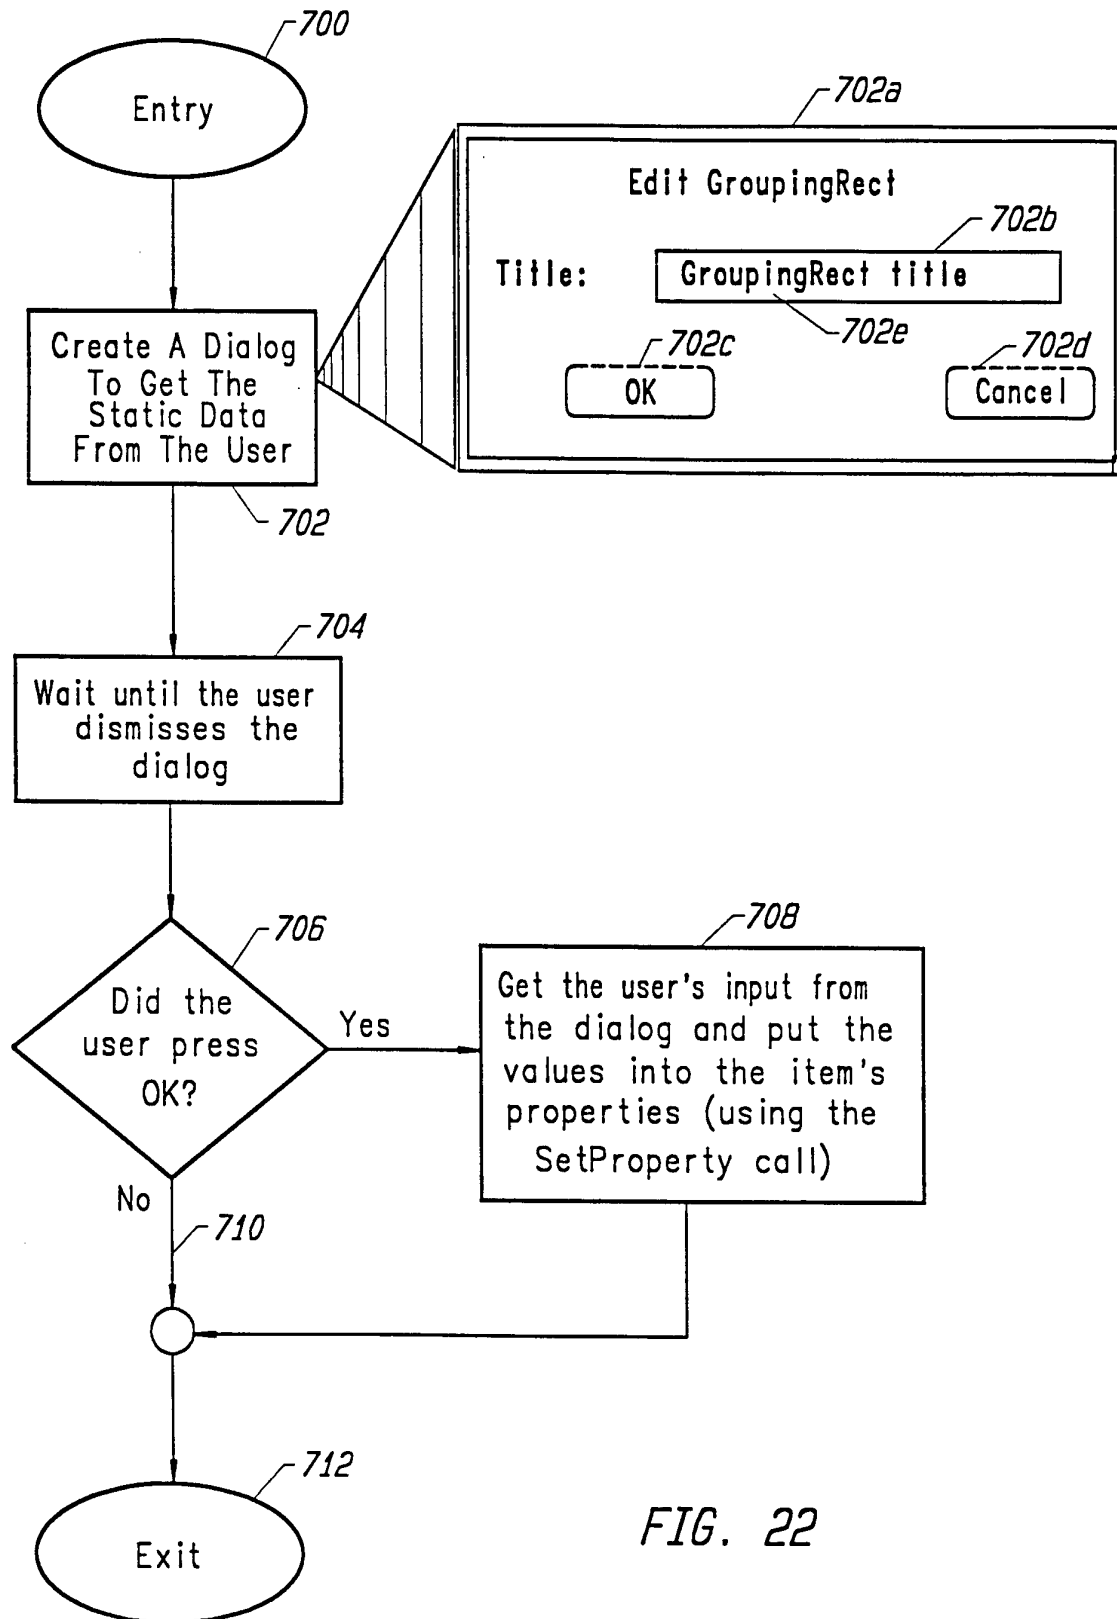 700
Entry
702a
Edit GroupingRect
702b
Title:
GroupingRect title
702e
702c
702d
OK
Cancel
Create A Dialog
To Get The
Static Data
From The User
702
704
Wait until the user
dismisses the
dialog
706
Did the
user press
OK?
Yes
708
Get the user's input from
the dialog and put the
values into the item's
properties (using the
SetProperty call)
No
710
712
Exit
FIG. 22